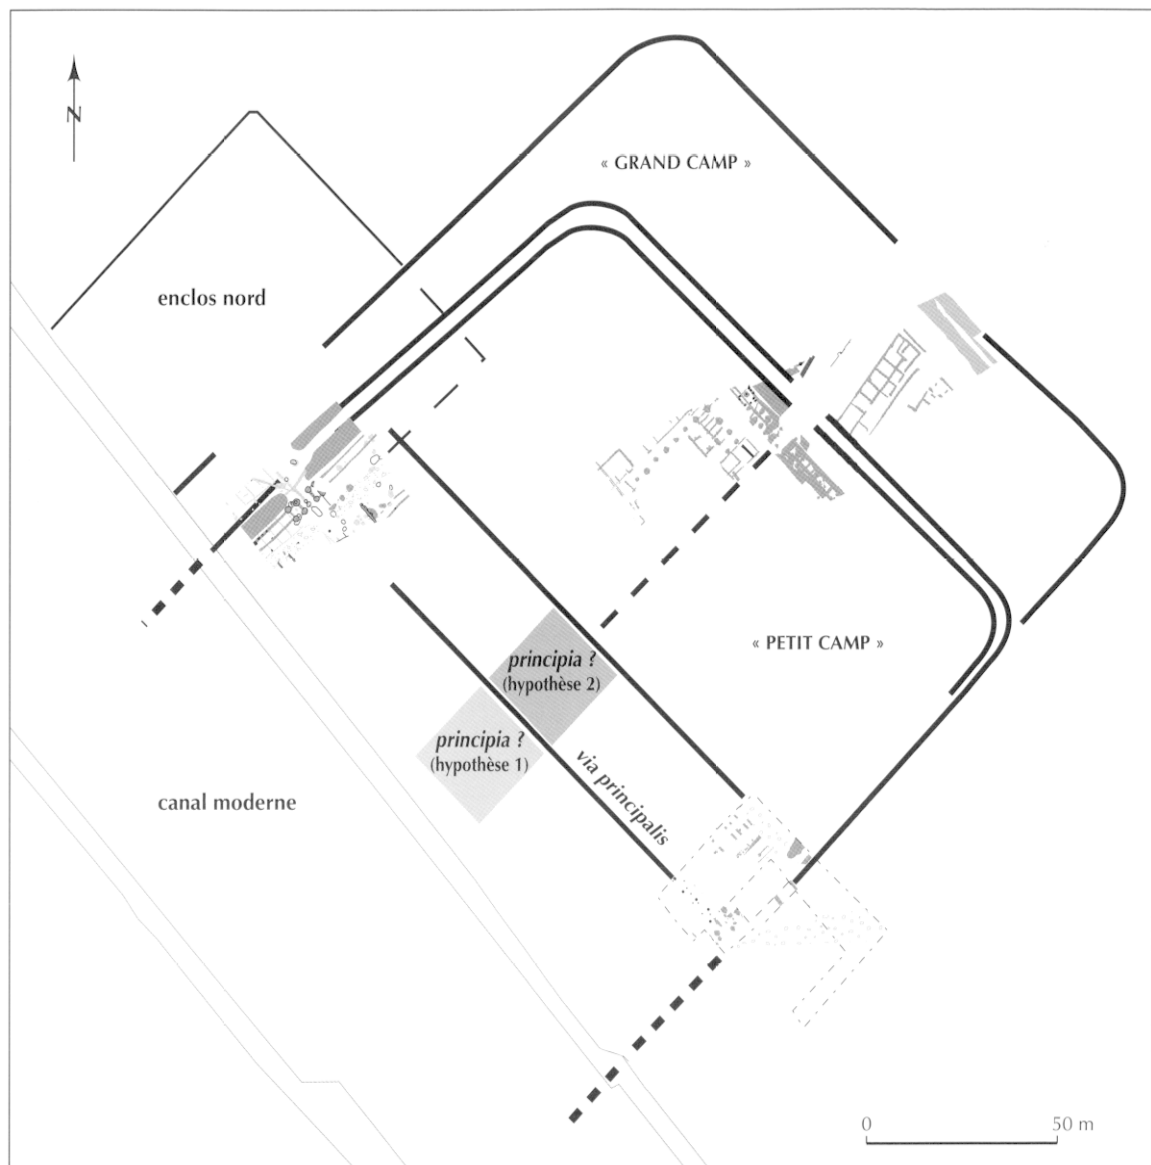 N
« GRAND CAMP »
enclos nord
« PETIT CAMP »
principia ?
(hypothèse 2)
principia ?
(hypothèse 1)
via principalis
canal moderne
0 50 m